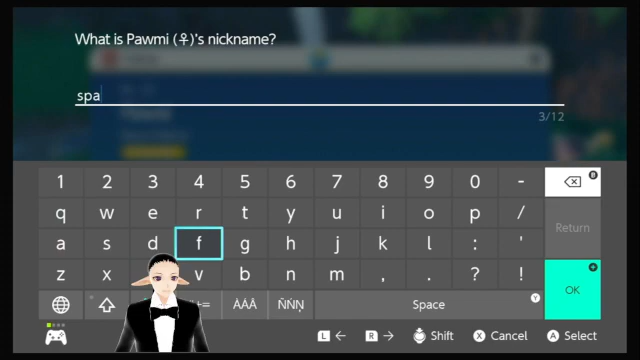 What is Pawmi (♀)'s nickname?
spa
3/12
1 2 3 4 5 6 7 8 9 0 -
B
q w e r t y u i o p /
Return
a s d f g h j k l : '
z x v b n m , . ? !
OK
ÀÁÂ ÑŇŅ Space
Y
L ← R → Shift X Cancel A Select